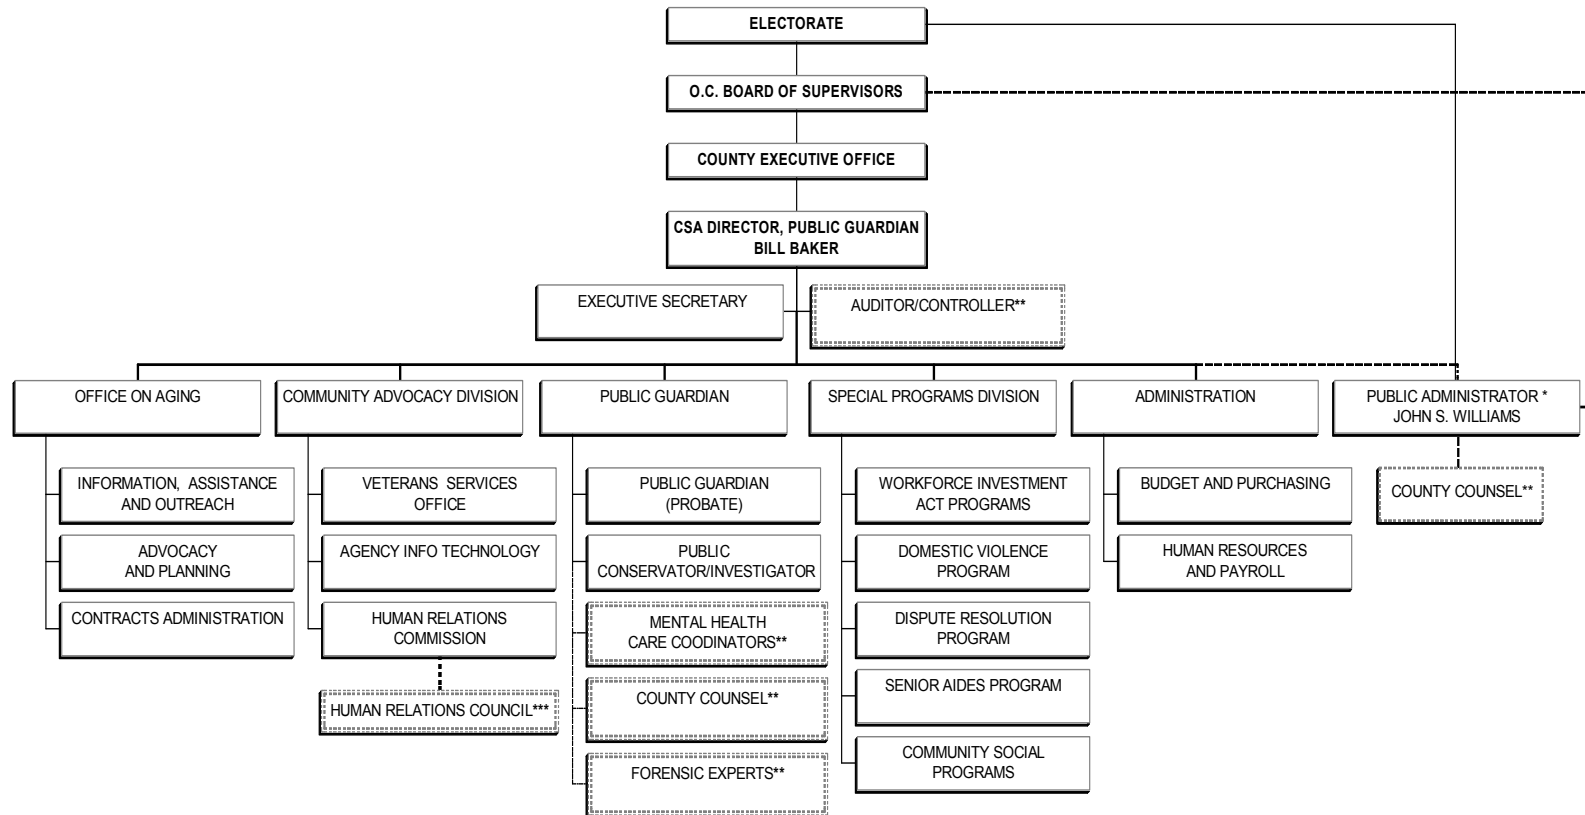 ELECTORATE
O.C. BOARD OF SUPERVISORS
COUNTY EXECUTIVE OFFICE
CSA DIRECTOR, PUBLIC GUARDIAN
BILL BAKER
EXECUTIVE SECRETARY
AUDITOR/CONTROLLER**
OFFICE ON AGING
COMMUNITY ADVOCACY DIVISION
PUBLIC GUARDIAN
SPECIAL PROGRAMS DIVISION
ADMINISTRATION
PUBLIC ADMINISTRATOR *
JOHN S. WILLIAMS
INFORMATION, ASSISTANCE
AND OUTREACH
ADVOCACY
AND PLANNING
CONTRACTS ADMINISTRATION
VETERANS SERVICES
OFFICE
AGENCY INFO TECHNOLOGY
HUMAN RELATIONS
COMMISSION
HUMAN RELATIONS COUNCIL***
PUBLIC GUARDIAN
(PROBATE)
PUBLIC
CONSERVATOR/INVESTIGATOR
MENTAL HEALTH
CARE COODINATORS**
COUNTY COUNSEL**
FORENSIC EXPERTS**
WORKFORCE INVESTMENT
ACT PROGRAMS
DOMESTIC VIOLENCE
PROGRAM
DISPUTE RESOLUTION
PROGRAM
SENIOR AIDES PROGRAM
COMMUNITY SOCIAL
PROGRAMS
BUDGET AND PURCHASING
HUMAN RESOURCES
AND PAYROLL
COUNTY COUNSEL**